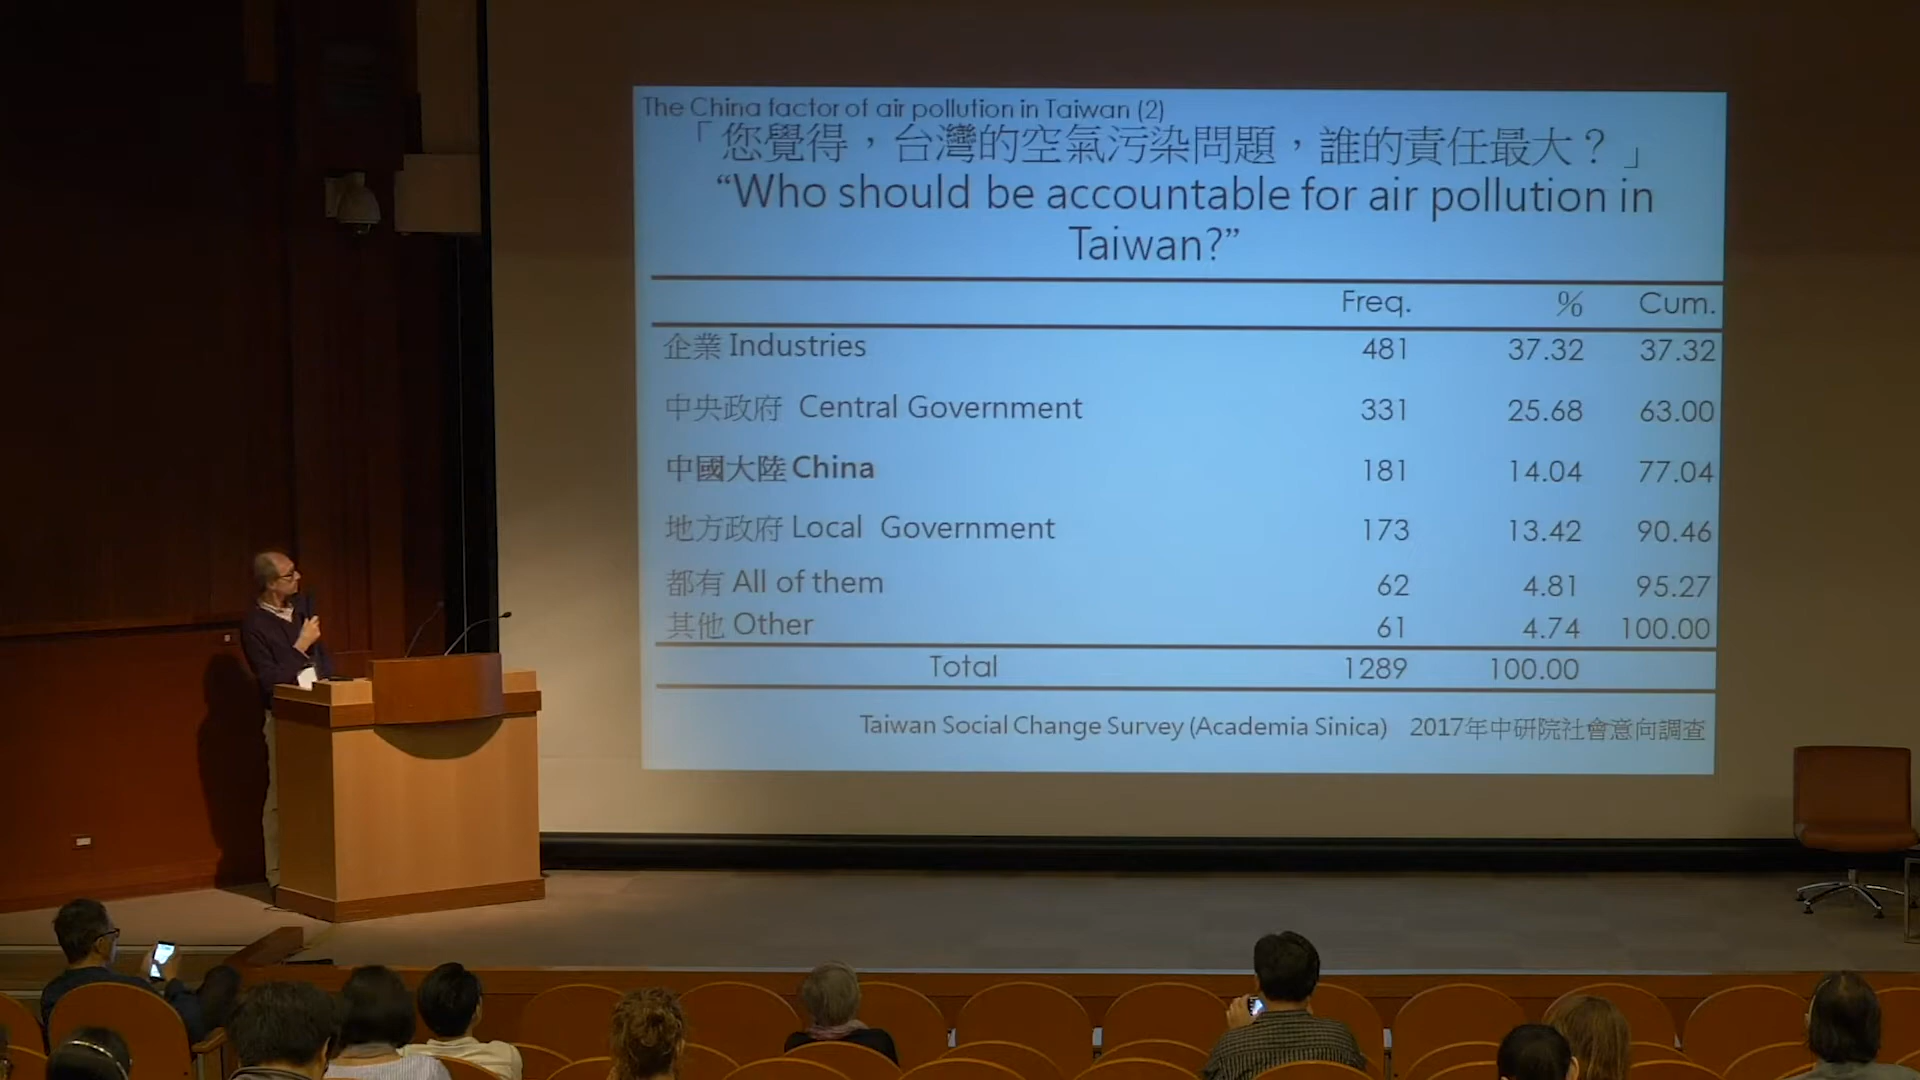 The China factor of air pollution in Taiwan (2)
「您覺得，台灣的空氣污染問題，誰的責任最大？」
“Who should be accountable for air pollution in
Taiwan?”
Freq. % Cum.
企業 Industries 481 37.32 37.32
中央政府 Central Government 331 25.68 63.00
中國大陸 China 181 14.04 77.04
地方政府 Local Government 173 13.42 90.46
都有 All of them 62 4.81 95.27
其他 Other 61 4.74 100.00
Total 1289 100.00
Taiwan Social Change Survey (Academia Sinica) 2017年中研院社會意向調查